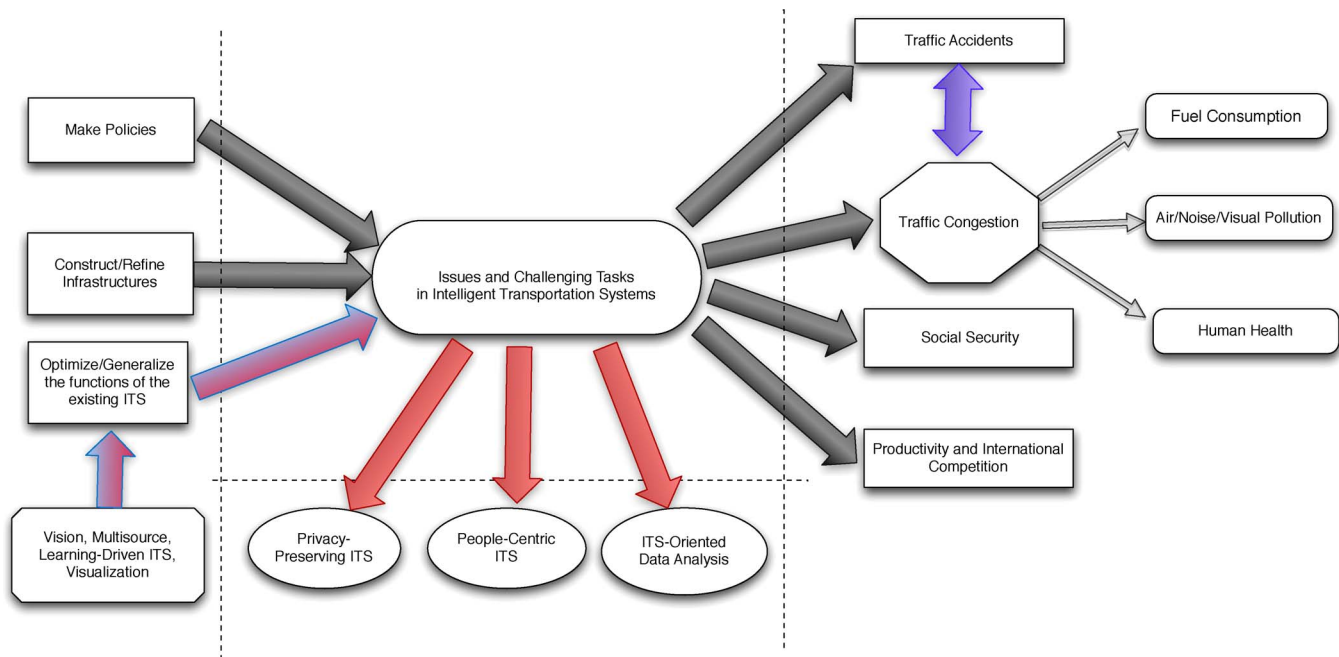 Make Policies
Construct/Refine
Infrastructures
Optimize/Generalize
the functions of the
existing ITS
Vision, Multisource,
Learning-Driven ITS,
Visualization
Issues and Challenging Tasks
in Intelligent Transportation Systems
Privacy-
Preserving ITS
People-Centric
ITS
ITS-Oriented
Data Analysis
Traffic Accidents
Traffic Congestion
Social Security
Productivity and International
Competition
Fuel Consumption
Air/Noise/Visual Pollution
Human Health